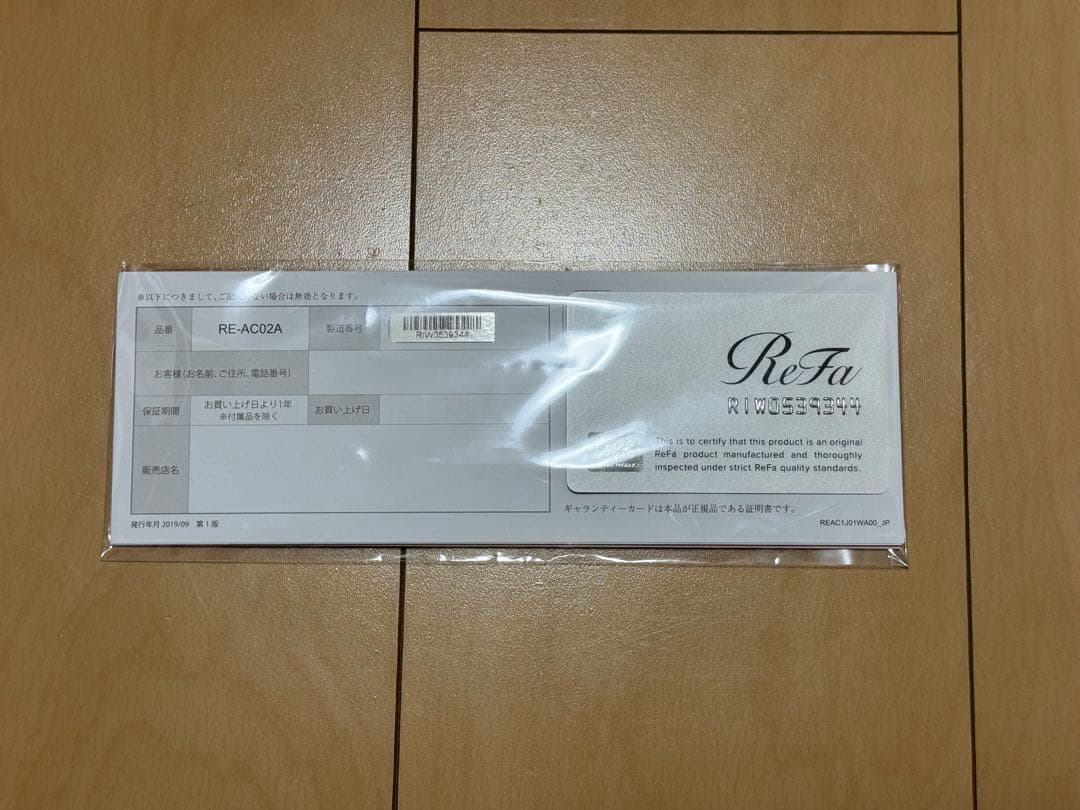 ※以下につきまして、ご記入ない場合は無効となります。
品番 RE-AC02A 製造番号
RIW0539344
お客様(お名前、ご住所、電話番号)
保証期間 お買い上げ日より1年 ※付属品を除く お買い上げ日
販売店名
発行年月 2019/09 第1版
ReFa
RIW0539344
This is to certify that this product is an original
ReFa product manufactured and thoroughly
inspected under strict ReFa quality standards.
ギャランティーカードは本品が正規品である証明書です。
REAC1J01WA00_JP